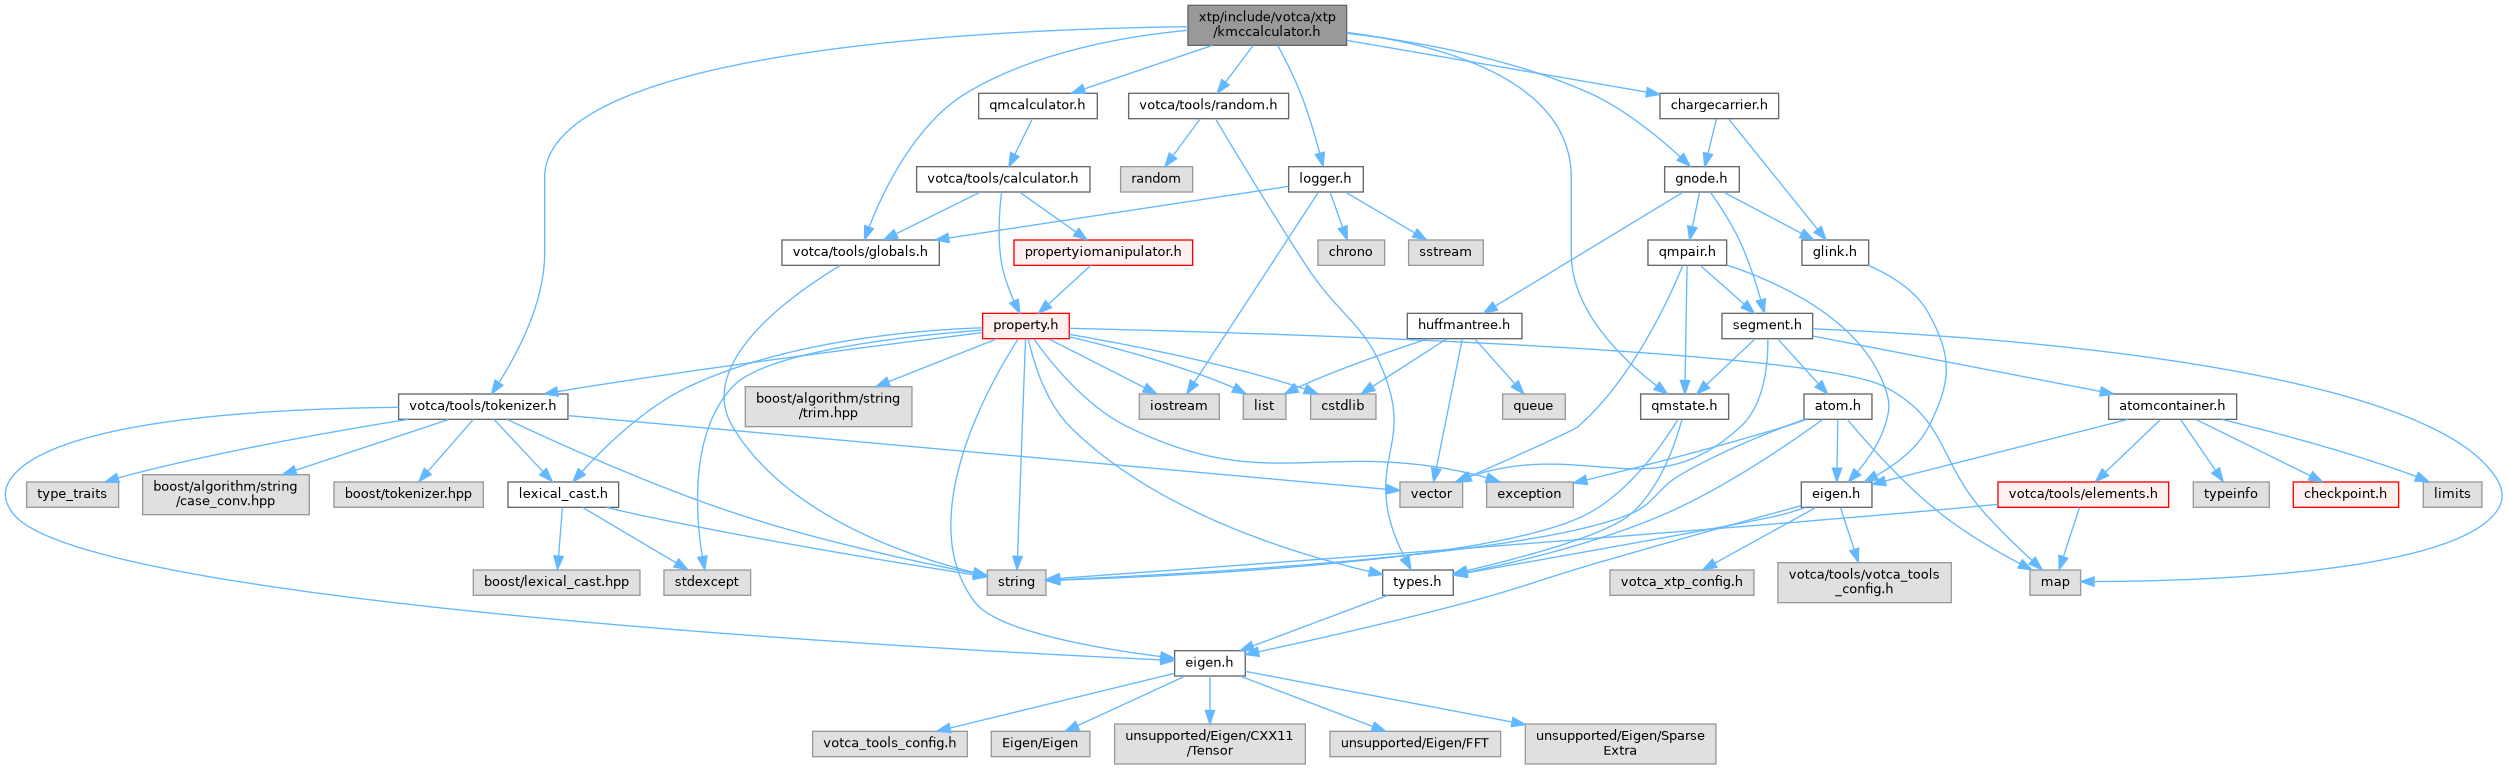 xtp/include/votca/xtp
/kmccalculator.h
qmcalculator.h
votca/tools/random.h
chargecarrier.h
votca/tools/calculator.h
random
logger.h
gnode.h
votca/tools/globals.h
propertyiomanipulator.h
chrono
sstream
qmpair.h
glink.h
property.h
huffmantree.h
segment.h
votca/tools/tokenizer.h
boost/algorithm/string
/trim.hpp
iostream
list
cstdlib
queue
qmstate.h
atom.h
atomcontainer.h
type_traits
boost/algorithm/string
/case_conv.hpp
boost/tokenizer.hpp
lexical_cast.h
vector
exception
eigen.h
votca/tools/elements.h
typeinfo
checkpoint.h
limits
boost/lexical_cast.hpp
stdexcept
string
types.h
votca_xtp_config.h
votca/tools/votca_tools
_config.h
map
eigen.h
votca_tools_config.h
Eigen/Eigen
unsupported/Eigen/CXX11
/Tensor
unsupported/Eigen/FFT
unsupported/Eigen/Sparse
Extra